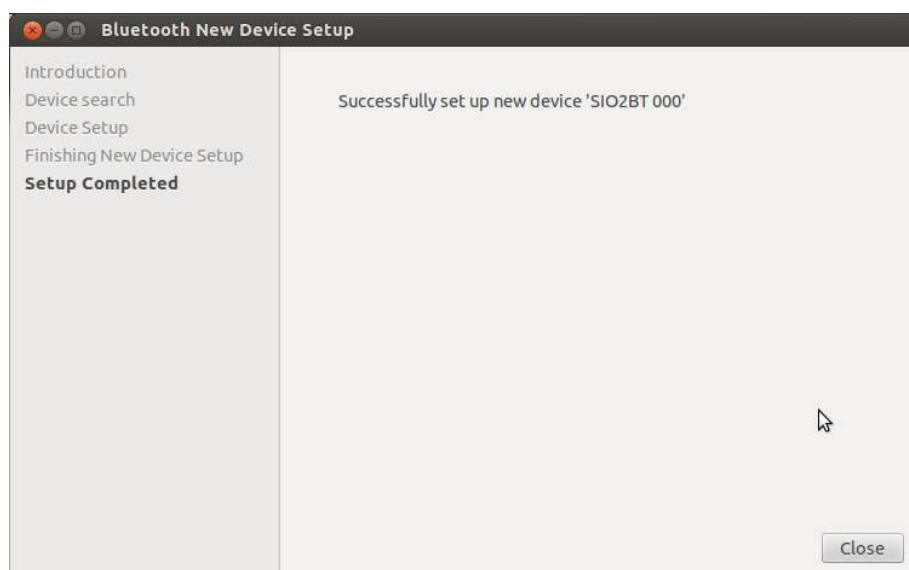 Bluetooth New Device Setup
Introduction
Device search
Device Setup
Finishing New Device Setup
Setup Completed
Successfully set up new device 'SIO2BT 000'
Close